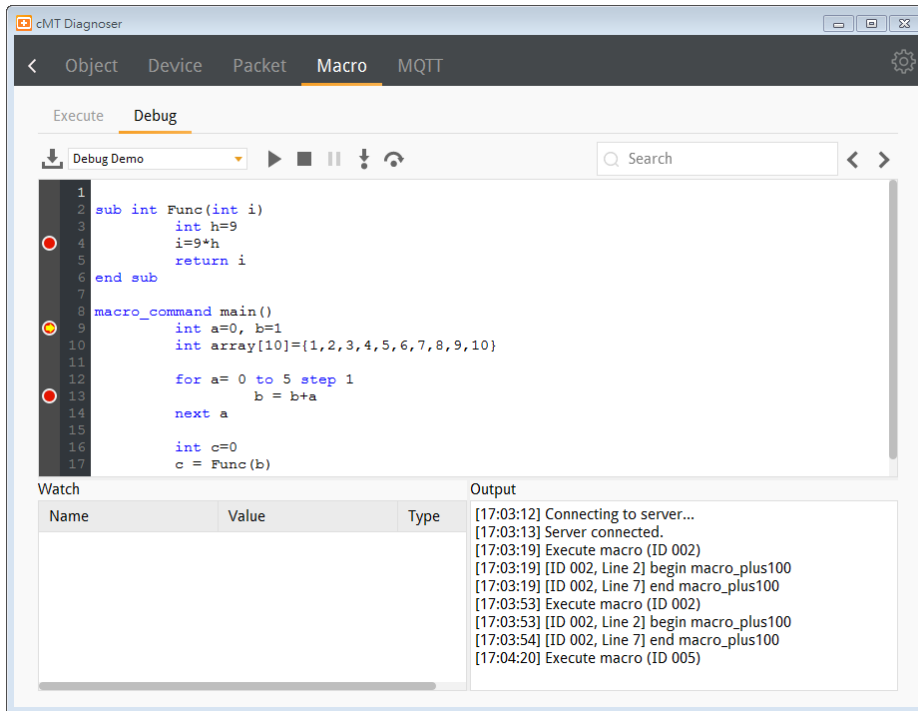 cMT Diagnoser
Object Device Packet Macro MQTT
Execute Debug
Debug Demo Search
1
2 sub int Func(int i)
3 int h=9
4 i=9*h
5 return i
6 end sub
7
8 macro_command main()
9 int a=0, b=1
10 int array[10]={1,2,3,4,5,6,7,8,9,10}
11
12 for a= 0 to 5 step 1
13 b = b+a
14 next a
15
16 int c=0
17 c = Func(b)
Watch
Name Value Type
Output
[17:03:12] Connecting to server...
[17:03:13] Server connected.
[17:03:19] Execute macro (ID 002)
[17:03:19] [ID 002, Line 2] begin macro_plus100
[17:03:19] [ID 002, Line 7] end macro_plus100
[17:03:53] Execute macro (ID 002)
[17:03:53] [ID 002, Line 2] begin macro_plus100
[17:03:54] [ID 002, Line 7] end macro_plus100
[17:04:20] Execute macro (ID 005)